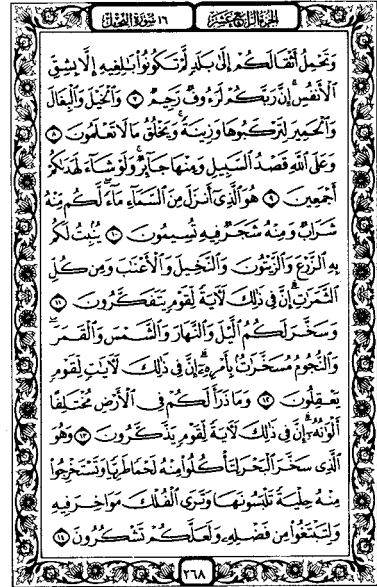 الجزء الرابع عشر ١٦ سورة النحل
وَتَحْمِلُ أَثْقَالَكُمْ إِلَىٰ بَلَدٍ لَّمْ تَكُونُوا۟ بَٰلِغِيهِ إِلَّا بِشِقِّ
ٱلْأَنفُسِ ۚ إِنَّ رَبَّكُمْ لَرَءُوفٌ رَّحِيمٌ ٧ وَٱلْخَيْلَ وَٱلْبِغَالَ
وَٱلْحَمِيرَ لِتَرْكَبُوهَا وَزِينَةً ۚ وَيَخْلُقُ مَا لَا تَعْلَمُونَ ٨
وَعَلَى ٱللَّهِ قَصْدُ ٱلسَّبِيلِ وَمِنْهَا جَآئِرٌ ۚ وَلَوْ شَآءَ لَهَدَىٰكُمْ
أَجْمَعِينَ ٩ هُوَ ٱلَّذِىٓ أَنزَلَ مِنَ ٱلسَّمَآءِ مَآءً ۖ لَّكُم مِّنْهُ
شَرَابٌ وَمِنْهُ شَجَرٌ فِيهِ تُسِيمُونَ ١٠ يُنۢبِتُ لَكُم
بِهِ ٱلزَّرْعَ وَٱلزَّيْتُونَ وَٱلنَّخِيلَ وَٱلْأَعْنَٰبَ وَمِن كُلِّ
ٱلثَّمَرَٰتِ ۗ إِنَّ فِى ذَٰلِكَ لَءَايَةً لِّقَوْمٍ يَتَفَكَّرُونَ ١١
وَسَخَّرَ لَكُمُ ٱلَّيْلَ وَٱلنَّهَارَ وَٱلشَّمْسَ وَٱلْقَمَرَ ۖ
وَٱلنُّجُومُ مُسَخَّرَٰتٌۢ بِأَمْرِهِۦٓ ۗ إِنَّ فِى ذَٰلِكَ لَءَايَٰتٍ لِّقَوْمٍ
يَعْقِلُونَ ١٢ وَمَا ذَرَأَ لَكُمْ فِى ٱلْأَرْضِ مُخْتَلِفًا
أَلْوَٰنُهُۥٓ ۗ إِنَّ فِى ذَٰلِكَ لَءَايَةً لِّقَوْمٍ يَذَّكَّرُونَ ١٣ وَهُوَ
ٱلَّذِى سَخَّرَ ٱلْبَحْرَ لِتَأْكُلُوا۟ مِنْهُ لَحْمًا طَرِيًّا وَتَسْتَخْرِجُوا۟
مِنْهُ حِلْيَةً تَلْبَسُونَهَا وَتَرَى ٱلْفُلْكَ مَوَاخِرَ فِيهِ
وَلِتَبْتَغُوا۟ مِن فَضْلِهِۦ وَلَعَلَّكُمْ تَشْكُرُونَ ١٤
٢٦٨